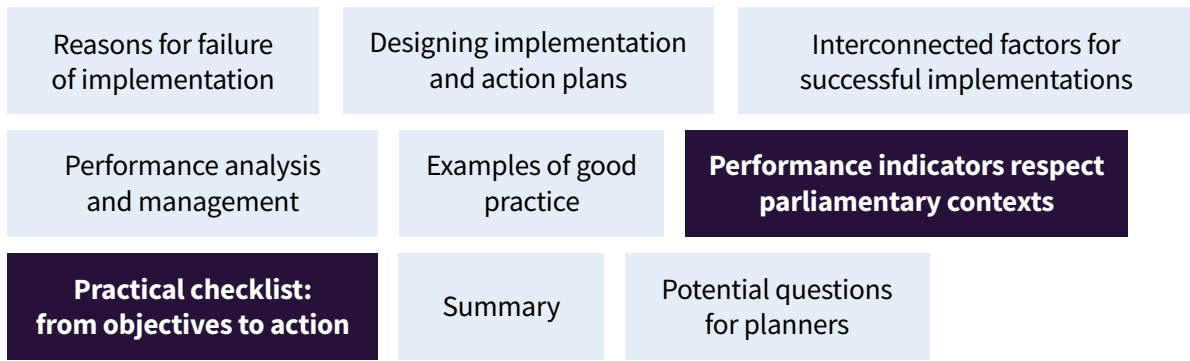 Reasons for failure
of implementation
Designing implementation
and action plans
Interconnected factors for
successful implementations
Performance analysis
and management
Examples of good
practice
Performance indicators respect
parliamentary contexts
Practical checklist:
from objectives to action
Summary
Potential questions
for planners